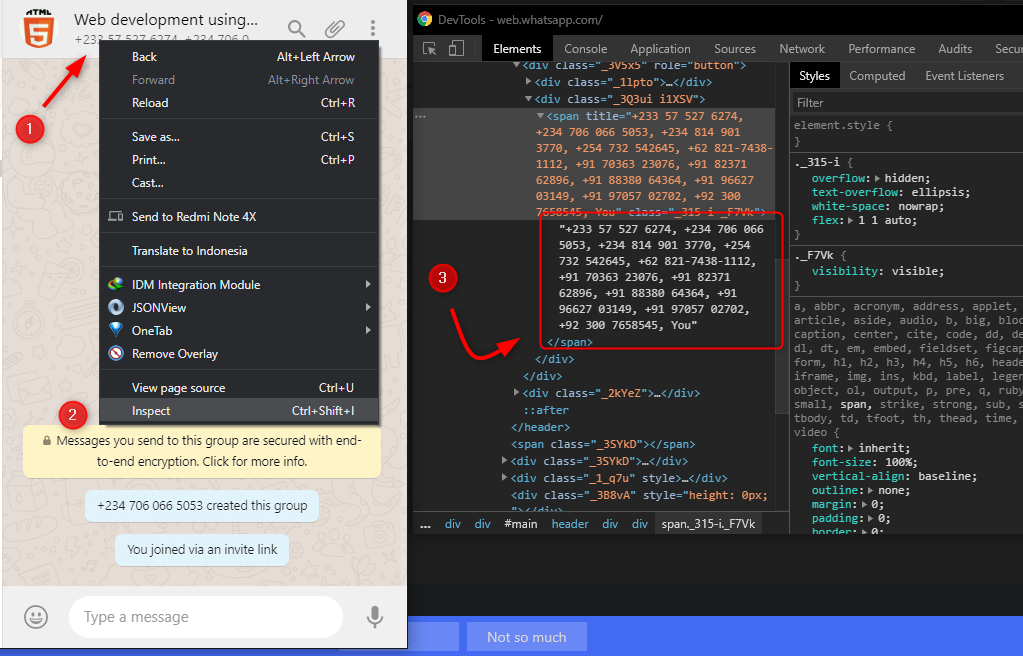 HTML
Web development using...
+233 57 527 6274, +234 706 0
1
Back Alt+Left Arrow
Forward Alt+Right Arrow
Reload Ctrl+R
Save as... Ctrl+S
Print... Ctrl+P
Cast...
Send to Redmi Note 4X
Translate to Indonesia
IDM Integration Module
JSONView
OneTab
Remove Overlay
View page source Ctrl+U
2
Inspect Ctrl+Shift+I
Messages you send to this group are secured with end-
to-end encryption. Click for more info.
+234 706 066 5053 created this group
You joined via an invite link
Type a message
Not so much
DevTools - web.whatsapp.com/
Elements Console Application Sources Network Performance Audits Secu
<div class="_3V5x5" role="button">
<div class="_1lpto">…</div>
<div class="_3Q3ui i1XSV">
<span title="+233 57 527 6274,
+234 706 066 5053, +234 814 901
3770, +254 732 542645, +62 821-7438-
1112, +91 70363 23076, +91 82371
62896, +91 88380 64364, +91 96627
03149, +91 97057 02702, +92 300
7658545, You" class="_315-i _F7Vk">
"+233 57 527 6274, +234 706 066
5053, +234 814 901 3770, +254
732 542645, +62 821-7438-1112,
+91 70363 23076, +91 82371
62896, +91 88380 64364, +91
96627 03149, +91 97057 02702,
+92 300 7658545, You"
3
</span>
</div>
</div>
<div class="_2kYeZ">…</div>
::after
</header>
<span class="_3SYkD"></span>
<div class="_3SYkD">…</div>
<div class="_1_q7u" style>…</div>
<div class="_3B8vA" style="height: 0px;
"></div>
... div div #main header div div span._315-i._F7Vk
Styles Computed Event Listeners
Filter
element.style {
}
._315-i {
overflow: hidden;
text-overflow: ellipsis;
white-space: nowrap;
flex: 1 1 auto;
}
._F7Vk {
visibility: visible;
}
a, abbr, acronym, address, applet,
article, aside, audio, b, big, bloc
caption, center, cite, code, dd, de
dl, dt, em, embed, fieldset, figcap
form, h1, h2, h3, h4, h5, h6, heade
iframe, img, ins, kbd, label, legen
object, ol, output, p, pre, q, ruby
small, span, strike, strong, sub, s
tbody, td, tfoot, th, thead, time,
video {
font: inherit;
font-size: 100%;
vertical-align: baseline;
outline: none;
margin: 0;
padding: 0;
border: 0;